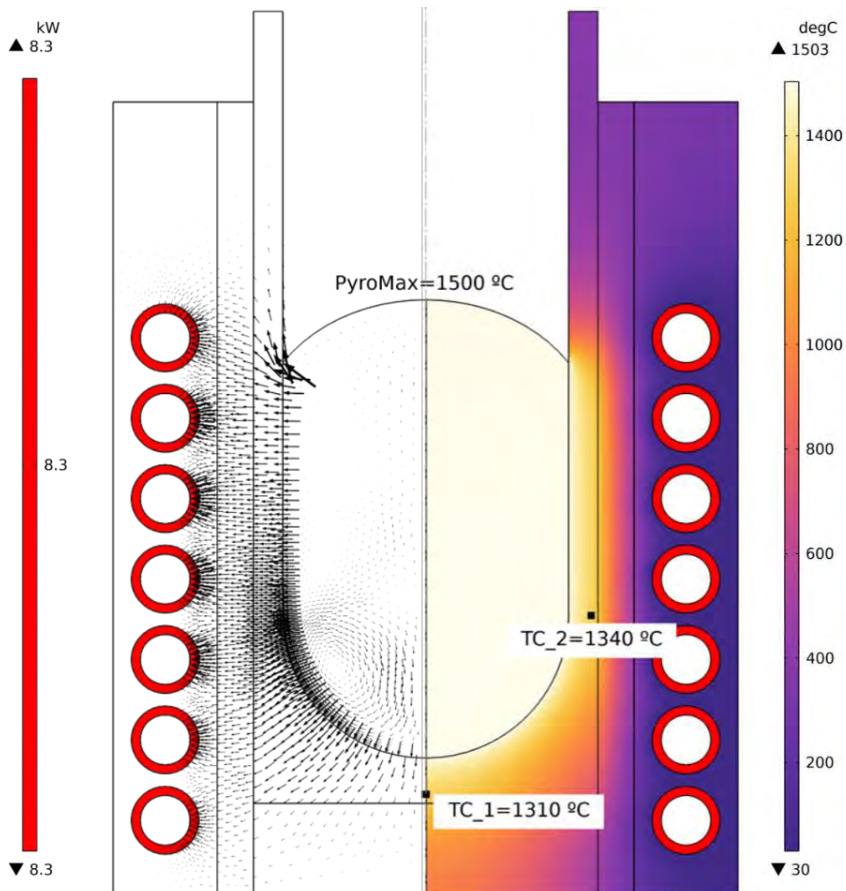 kW
▲ 8.3
8.3
▼ 8.3
PyroMax=1500 ºC
TC_2=1340 ºC
TC_1=1310 ºC
degC
▲ 1503
1400
1200
1000
800
600
400
200
▼ 30